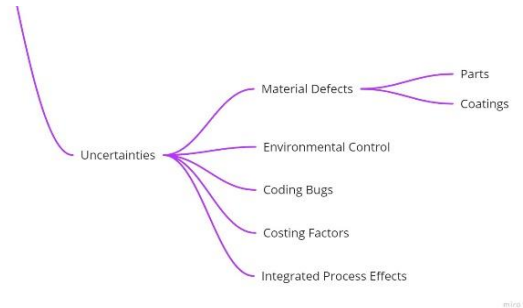 Uncertainties
Material Defects
Parts
Coatings
Environmental Control
Coding Bugs
Costing Factors
Integrated Process Effects
miro